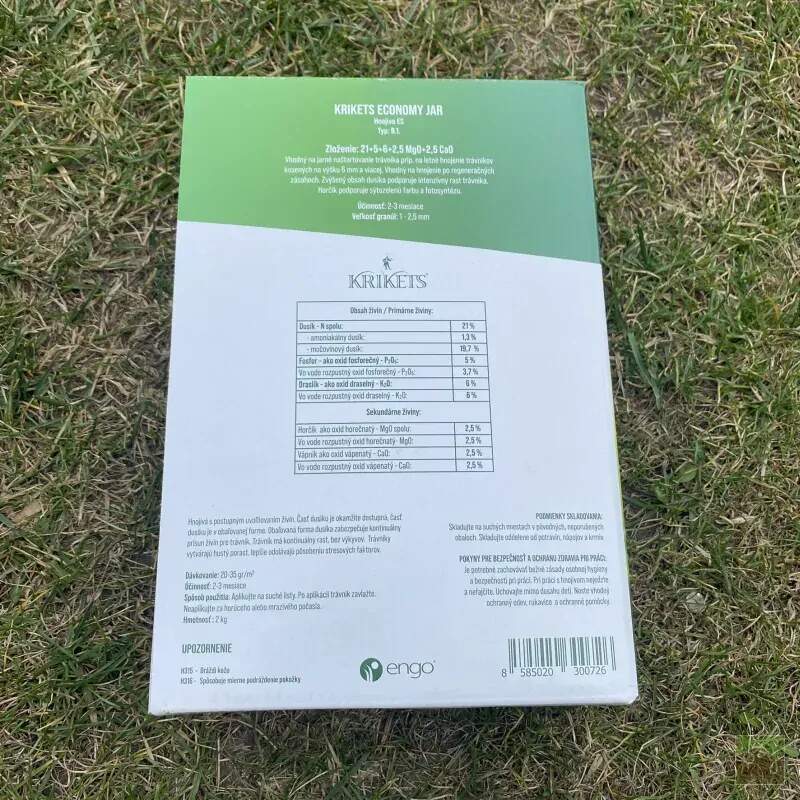 KRIKETS ECONOMY JAR
Hnojivo ES
Typ: B.1.
Zloženie: 21+5+6+2,5 MgO+2,5 CaO
Vhodný na jarné naštartovanie trávnika príp. na letné hnojenie trávnikov
kosených na výšku 6 mm a viacej. Vhodný na hnojenie po regeneračných
zásahoch. Zvýšený obsah dusíka podporuje intenzívny rast trávnika.
Horčík podporuje sýtozelenú farbu a fotosyntézu.
Účinnosť: 2-3 mesiace
Veľkosť granúl: 1 - 2,5 mm
KRIKETS
Obsah živín / Primárne živiny:
Dusík - N spolu: 21 %
- amoniakálny dusík: 1,3 %
- močovinový dusík: 19,7 %
Fosfor - ako oxid fosforečný - P₂O₅: 5 %
Vo vode rozpustný oxid fosforečný - P₂O₅: 3,7 %
Draslík - ako oxid draselný - K₂O: 6 %
Vo vode rozpustný oxid draselný - K₂O: 6 %
Sekundárne živiny:
Horčík ako oxid horečnatý - MgO spolu: 2,5 %
Vo vode rozpustný oxid horečnatý- MgO: 2,5 %
Vápnik ako oxid vápenatý - CaO: 2,5 %
Vo vode rozpustný oxid vápenatý - CaO: 2,5 %
Hnojivá s postupným uvoľňovaním živín. Časť dusíku je okamžite dostupná, časť
dusíku je v obaľovanej forme. Obaľovaná forma dusíka zabezpečuje kontinuálny
prísun živín pre trávnik. Trávnik má kontinuálny rast, bez výkyvov. Trávniky
vytvárajú hustý porast, lepšie odolávajú pôsobeniu stresových faktorov.
Dávkovanie: 20-35 gr/m²
Účinnosť: 2-3 mesiace
Spôsob použitia: Aplikujte na suché listy. Po aplikácii trávnik zavlažte.
Neaplikujte za horúceho alebo mrazivého počasia.
Hmotnosť : 2 kg
UPOZORNENIE
H315 - Dráždi kožu
H316 - Spôsobuje mierne podráždenie pokožky
PODMIENKY SKLADOVANIA:
Skladujte na suchých miestach v pôvodných, neporušených
obaloch. Skladujte oddelene od potravín, nápojov a krmív.
POKYNY PRE BEZPEČNOSŤ A OCHRANU ZDRAVIA PRI PRÁCI:
Je potrebné zachovávať bežné zásady osobnej hygieny
a bezpečnosti pri práci. Pri práci s hnojivom nejedzte
a nefajčite. Uchovajte mimo dosahu detí. Noste vhodný
ochranný odev, rukavice a ochranné pomôcky.
engo
8 585020 300726